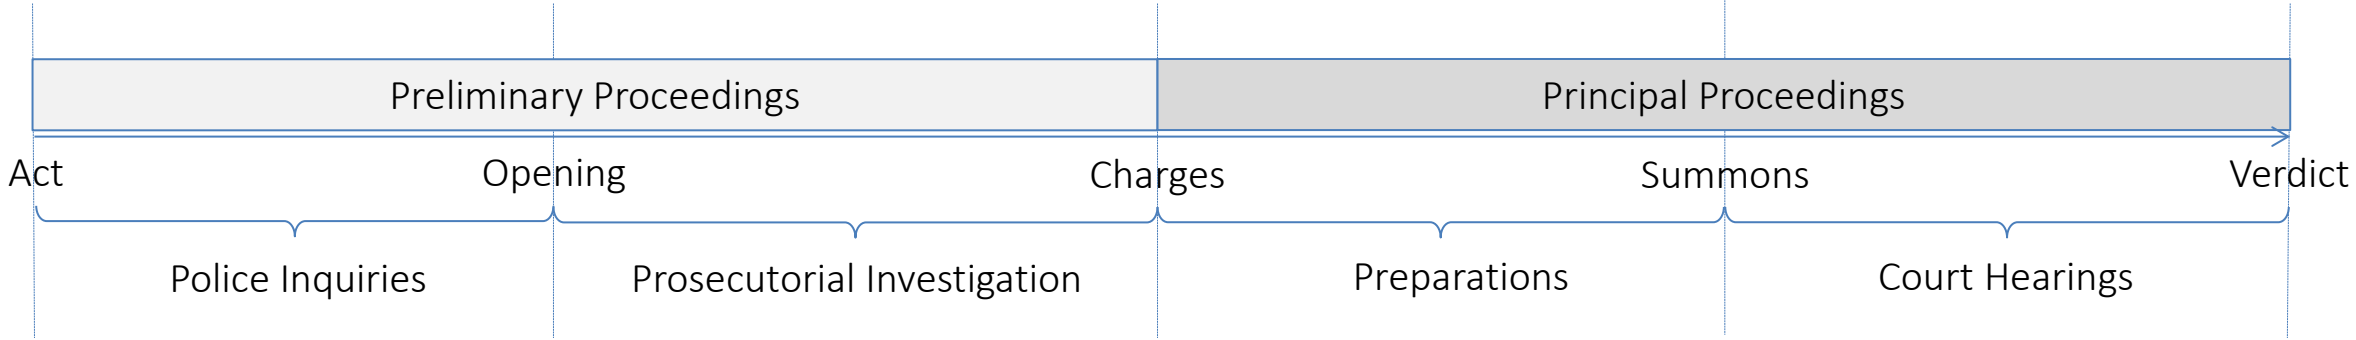 Preliminary Proceedings Principal Proceedings
Act Opening Charges Summons Verdict
Police Inquiries Prosecutorial Investigation Preparations Court Hearings